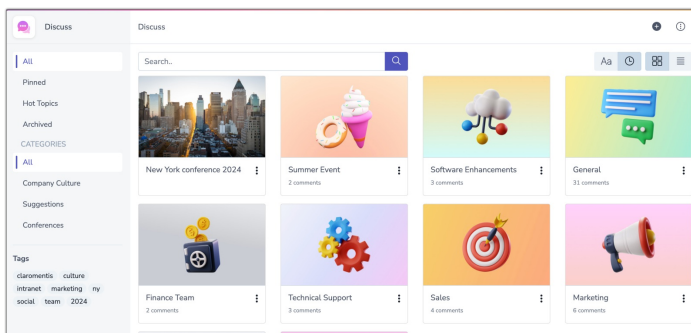 Discuss
Discuss
All
Pinned
Hot Topics
Archived
CATEGORIES
All
Company Culture
Suggestions
Conferences
Tags
claromentis culture
intranet marketing ny
social team 2024
Search..
Aa
New York conference 2024
Summer Event
2 comments
Software Enhancements
3 comments
General
31 comments
Finance Team
2 comments
Technical Support
3 comments
Sales
4 comments
Marketing
6 comments